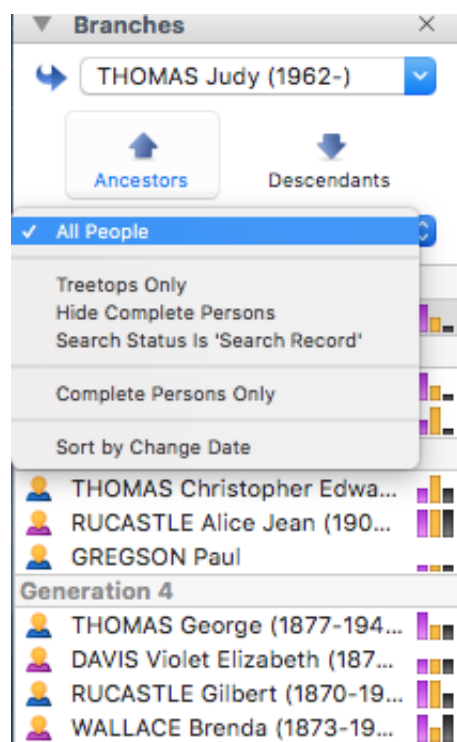 Branches
THOMAS Judy (1962-)
Ancestors Descendants
All People
Treetops Only
Hide Complete Persons
Search Status Is 'Search Record'
Complete Persons Only
Sort by Change Date
THOMAS Christopher Edwa...
RUCASTLE Alice Jean (190...
GREGSON Paul
Generation 4
THOMAS George (1877-194...
DAVIS Violet Elizabeth (187...
RUCASTLE Gilbert (1870-19...
WALLACE Brenda (1873-19...